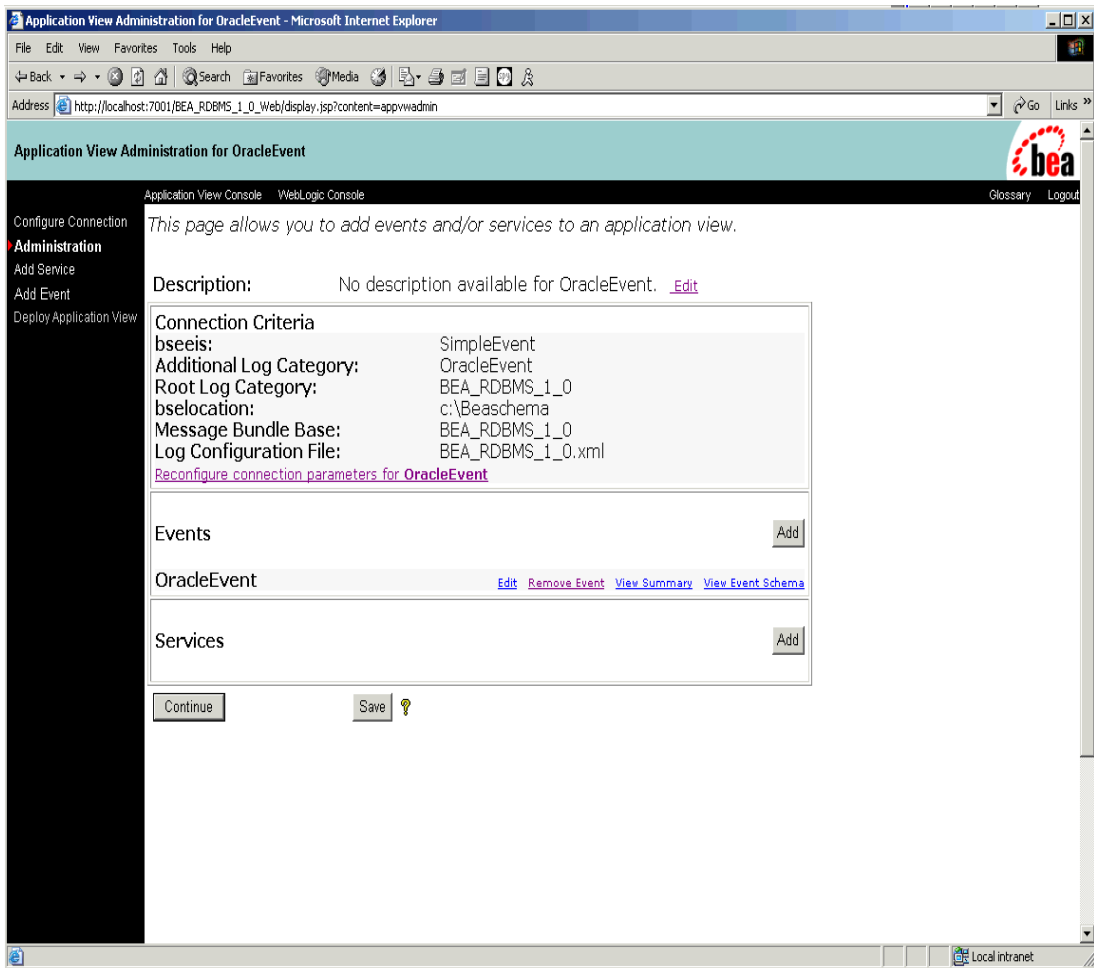 Application View Administration for OracleEvent - Microsoft Internet Explorer
File Edit View Favorites Tools Help
Back Search Favorites Media
Address http://localhost:7001/BEA_RDBMS_1_0_Web/display.jsp?content=appvwadmin Go Links »
Application View Administration for OracleEvent
bea
Application View Console WebLogic Console Glossary Logout
Configure Connection
Administration
Add Service
Add Event
Deploy Application View
This page allows you to add events and/or services to an application view.
Description: No description available for OracleEvent. Edit
Connection Criteria
bseeis: SimpleEvent
Additional Log Category: OracleEvent
Root Log Category: BEA_RDBMS_1_0
bselocation: c:\Beaschema
Message Bundle Base: BEA_RDBMS_1_0
Log Configuration File: BEA_RDBMS_1_0.xml
Reconfigure connection parameters for OracleEvent
Events Add
OracleEvent Edit Remove Event View Summary View Event Schema
Services Add
Continue Save ?
Local intranet